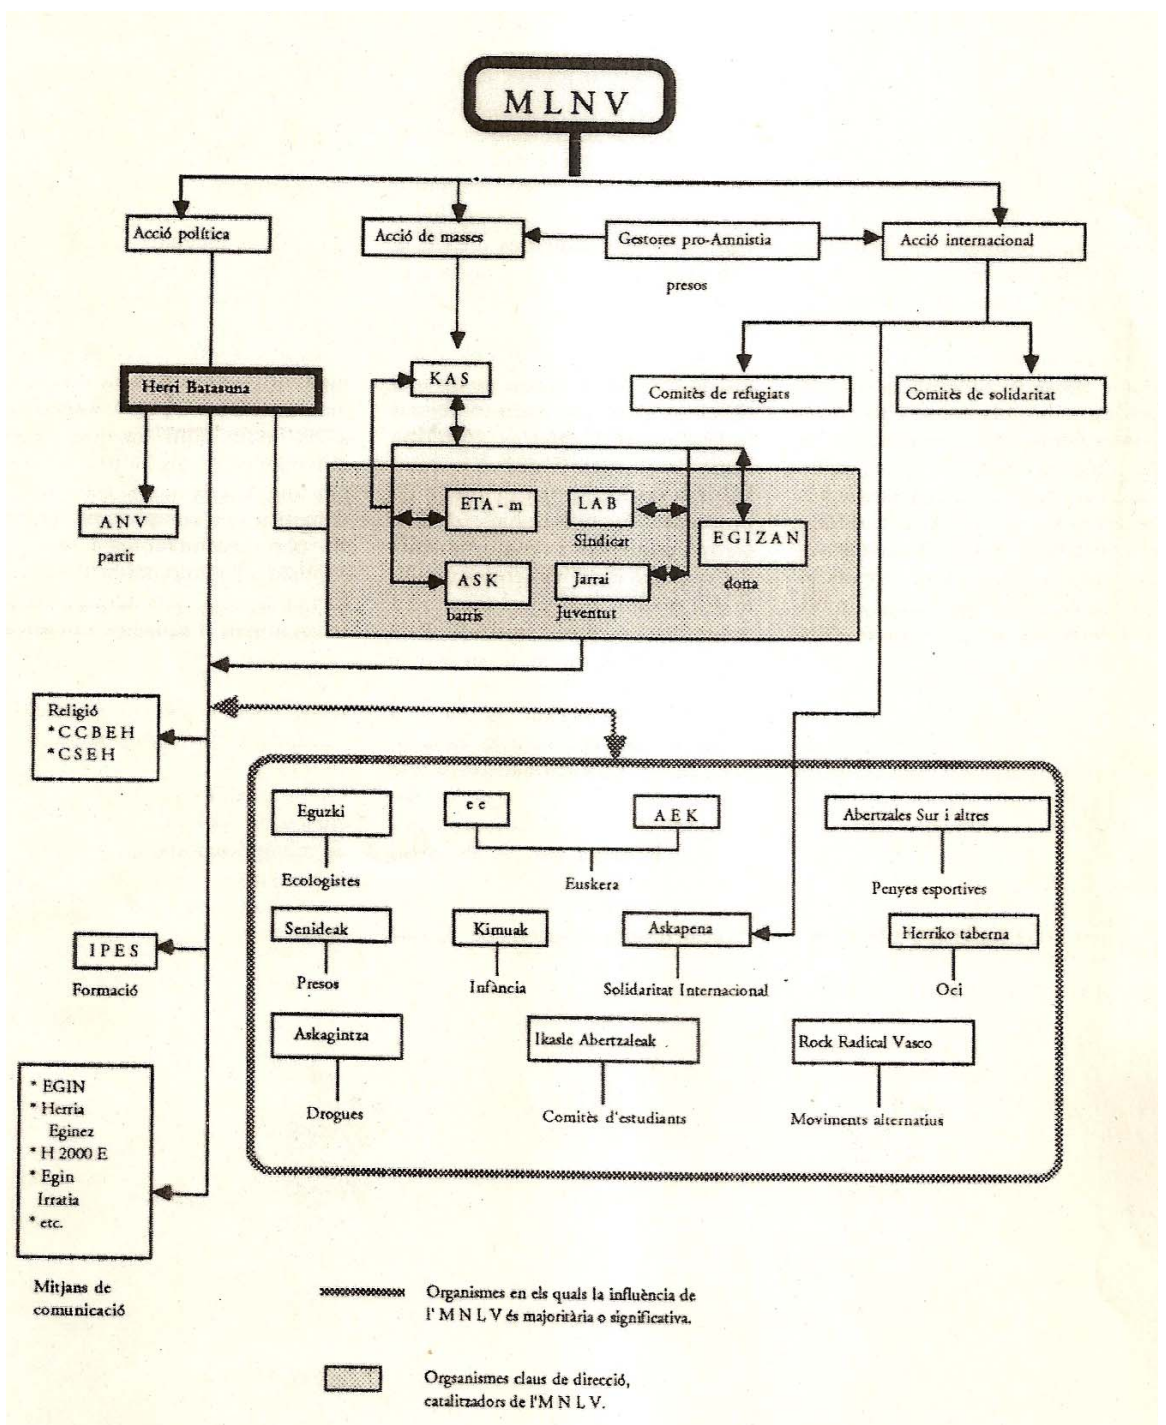 MLNV
Acció política
Acció de masses
Gestores pro-Amnistia
Acció internacional
presos
Herri Batasuna
KAS
Comitès de refugiats
Comitès de solidaritat
ANV
partit
ETA - m
LAB
Sindicat
EGIZAN
dona
ASK
barris
Jarrai
Juventut
Religió
*CCBEH
*CSEH
Eguzki
Ecologistes
e e
AEK
Euskera
Abertzales Sur i altres
Penyes esportives
Senideak
Presos
Kimuak
Infància
Askapena
Solidaritat Internacional
Herriko taberna
Oci
IPES
Formació
Askagintza
Drogues
Ikasle Abertzaleak
Comitès d'estudiants
Rock Radical Vasco
Moviments alternatius
* EGIN
* Herria
Eginez
* H 2000 E
* Egin
Irratia
* etc.
Mitjans de
comunicació
Organismes en els quals la influència de
l' M N L V és majoritària o significativa.
Orgsanismes claus de direcció,
catalitzadors de l'M N L V.